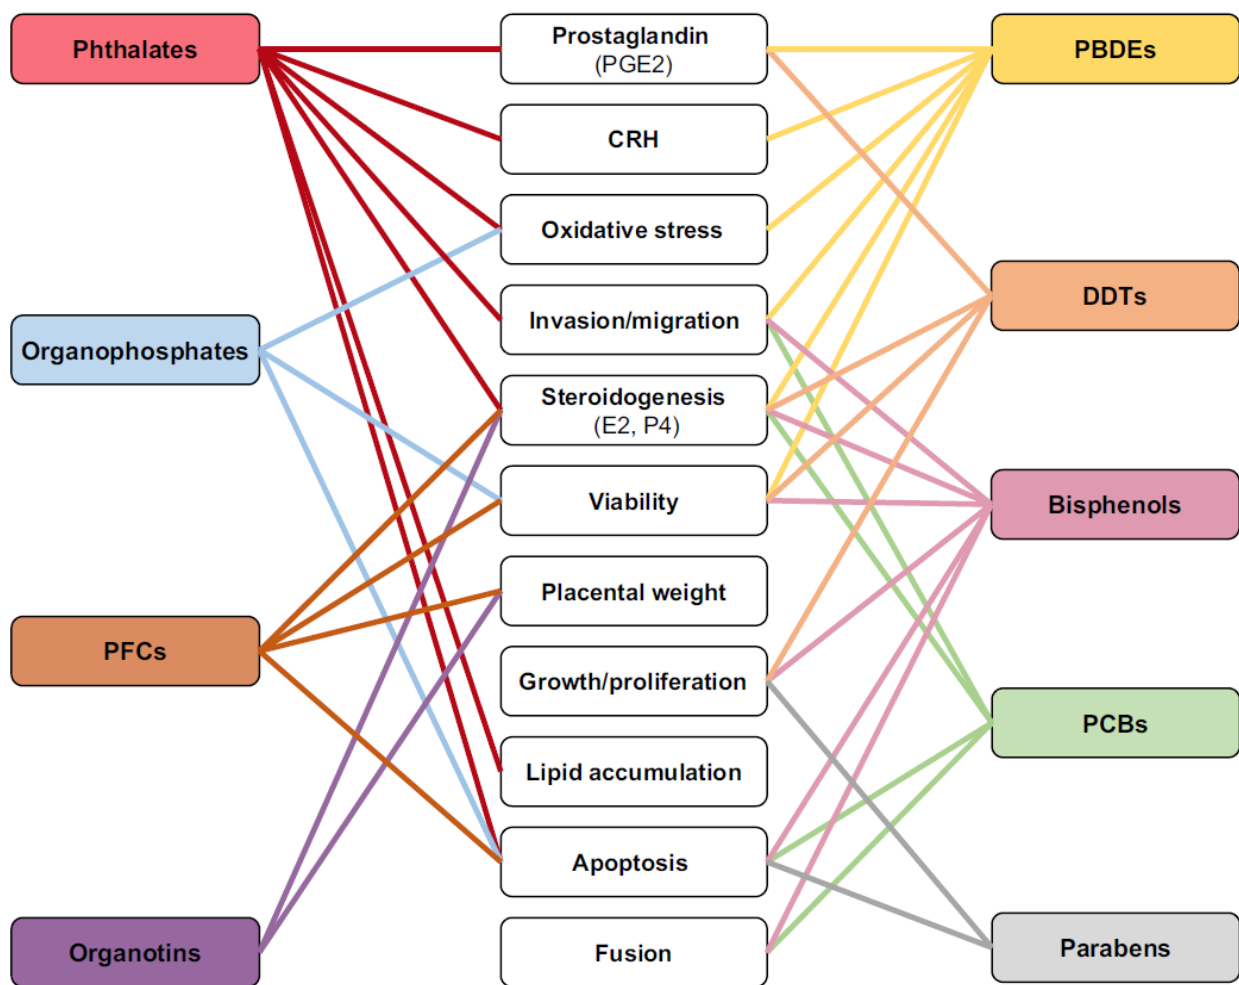 Phthalates
Organophosphates
PFCs
Organotins
Prostaglandin
(PGE2)
CRH
Oxidative stress
Invasion/migration
Steroidogenesis
(E2, P4)
Viability
Placental weight
Growth/proliferation
Lipid accumulation
Apoptosis
Fusion
PBDEs
DDTs
Bisphenols
PCBs
Parabens